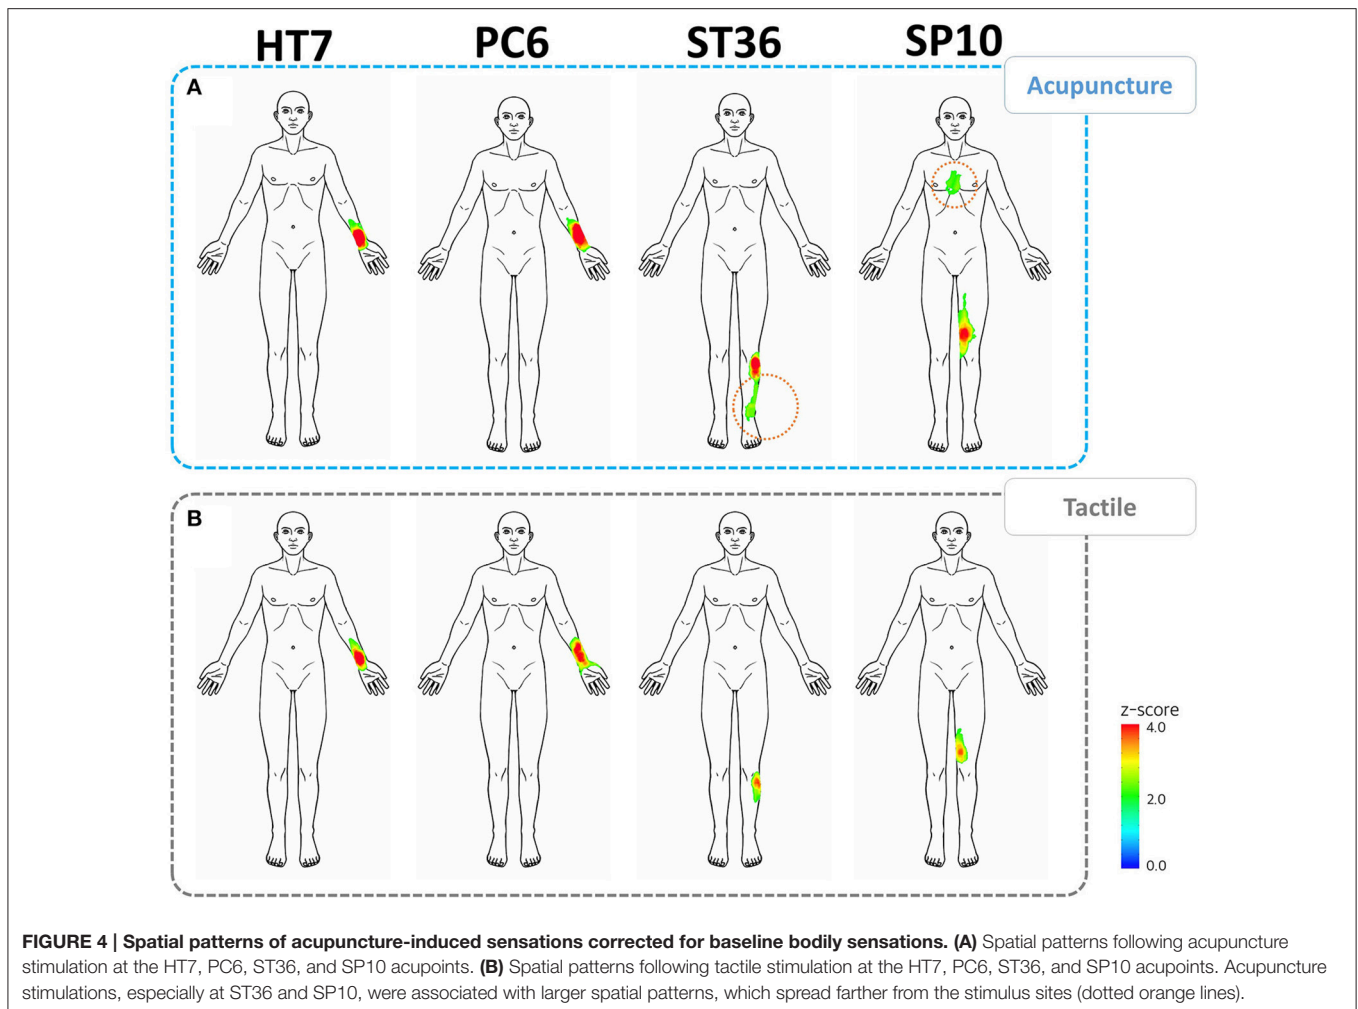 HT7 PC6 ST36 SP10
A
Acupuncture
B
Tactile
z-score
4.0
2.0
0.0
FIGURE 4 | Spatial patterns of acupuncture-induced sensations corrected for baseline bodily sensations. (A) Spatial patterns following acupuncture
stimulation at the HT7, PC6, ST36, and SP10 acupoints. (B) Spatial patterns following tactile stimulation at the HT7, PC6, ST36, and SP10 acupoints. Acupuncture
stimulations, especially at ST36 and SP10, were associated with larger spatial patterns, which spread farther from the stimulus sites (dotted orange lines).